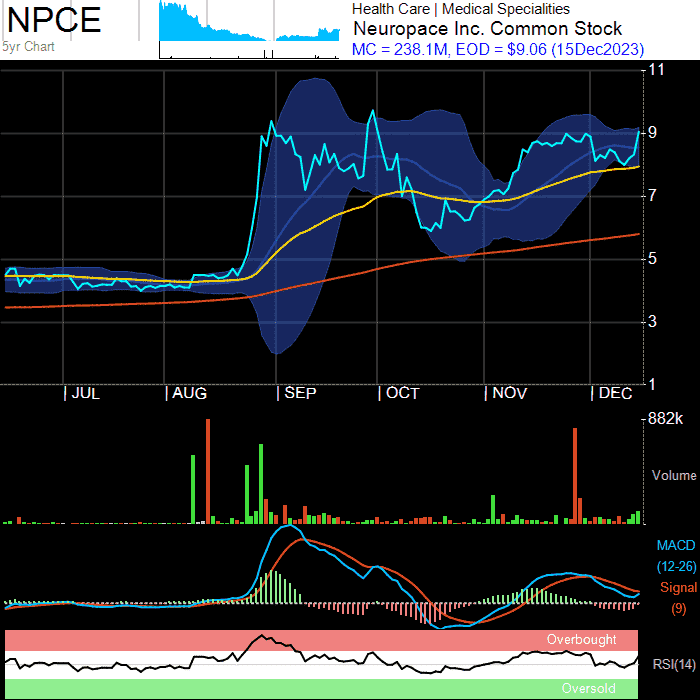 NPCE
5yr Chart
Health Care | Medical Specialities
Neuropace Inc. Common Stock
MC = 238.1M, EOD = $9.06 (15Dec2023)
11
9
7
5
3
1
| JUL | AUG | SEP | OCT | NOV | DEC
882k
Volume
MACD
(12-26)
Signal
(9)
Overbought
RSI(14)
Oversold